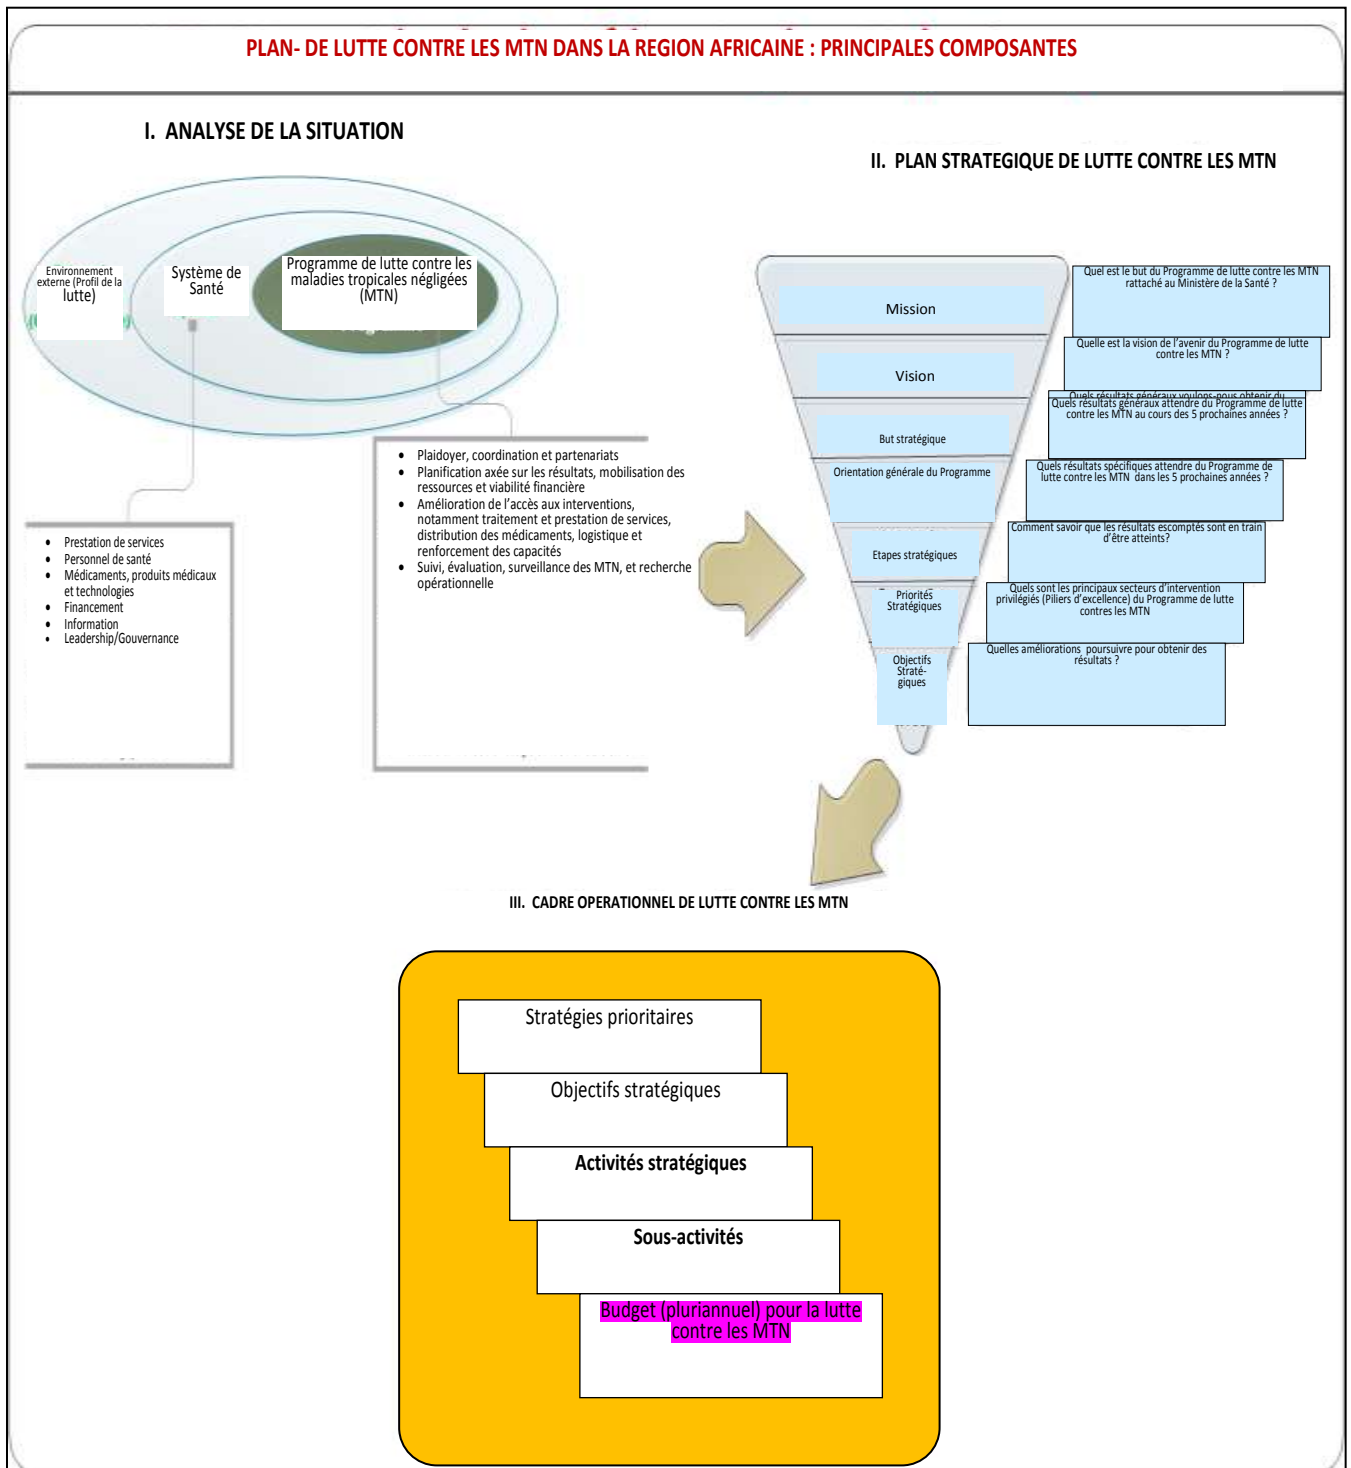 PLAN- DE LUTTE CONTRE LES MTN DANS LA REGION AFRICAINE : PRINCIPALES COMPOSANTES
I. ANALYSE DE LA SITUATION
Environnement
externe (Profil de la
lutte)
Système de
Santé
Programme de lutte contre les
maladies tropicales négligées
(MTN)
• Prestation de services
• Personnel de santé
• Médicaments, produits médicaux
et technologies
• Financement
• Information
• Leadership/Gouvernance
• Plaidoyer, coordination et partenariats
• Planification axée sur les résultats, mobilisation des
ressources et viabilité financière
• Amélioration de l'accès aux interventions,
notamment traitement et prestation de services,
distribution des médicaments, logistique et
renforcement des capacités
• Suivi, évaluation, surveillance des MTN, et recherche
opérationnelle
II. PLAN STRATEGIQUE DE LUTTE CONTRE LES MTN
Mission
Quel est le but du Programme de lutte contre les MTN
rattaché au Ministère de la Santé ?
Vision
Quelle est la vision de l'avenir du Programme de lutte
contre les MTN ?
But stratégique
Quels résultats généraux voulons-nous obtenir du
Quels résultats généraux attendre du Programme de lutte
contre les MTN au cours des 5 prochaines années ?
Orientation générale du Programme
Quels résultats spécifiques attendre du Programme de
lutte contre les MTN dans les 5 prochaines années ?
Etapes stratégiques
Comment savoir que les résultats escomptés sont en train
d'être atteints?
Priorités
Stratégiques
Quels sont les principaux secteurs d'intervention
privilégiés (Piliers d'excellence) du Programme de lutte
contres les MTN
Objectifs
Straté-
giques
Quelles améliorations poursuivre pour obtenir des
résultats ?
III. CADRE OPERATIONNEL DE LUTTE CONTRE LES MTN
Stratégies prioritaires
Objectifs stratégiques
Activités stratégiques
Sous-activités
Budget (pluriannuel) pour la lutte
contre les MTN